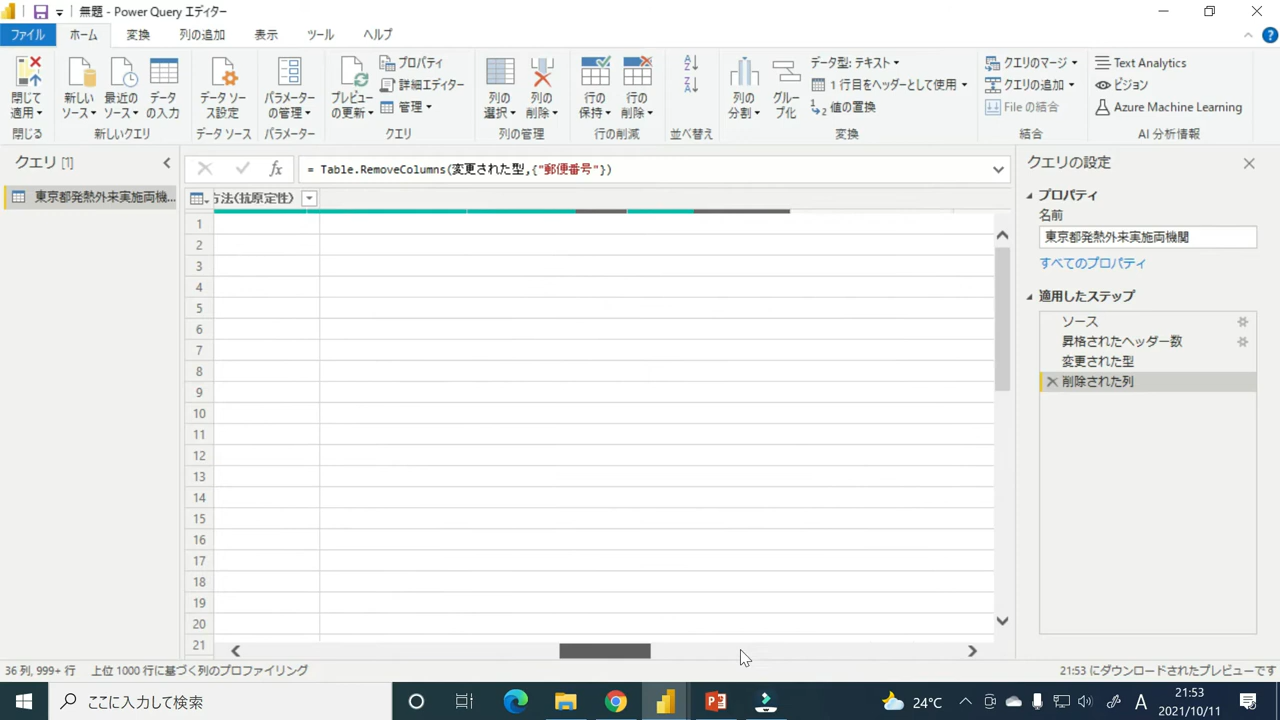 無題 - Power Query エディター
ファイル ホーム 変換 列の追加 表示 ツール ヘルプ
閉じて適用 閉じる
新しいソース 最近のソース データの入力 新しいクエリ
データ ソース設定 データ ソース
パラメーターの管理 パラメーター
プレビューの更新 プロパティ 詳細エディター 管理 クエリ
列の選択 列の削除 列の管理
行の保持 行の削除 行の削減
並べ替え
列の分割 グループ化 データ型: テキスト 1 行目をヘッダーとして使用 値の置換 変換
クエリのマージ クエリの追加 File の結合 結合
Text Analytics ビジョン Azure Machine Learning AI 分析情報
クエリ [1]
東京都発熱外来実施両機...
= Table.RemoveColumns(変更された型,{"郵便番号"})
方法(抗原定性)
1
2
3
4
5
6
7
8
9
10
11
12
13
14
15
16
17
18
19
20
21
クエリの設定
プロパティ
名前
東京都発熱外来実施両機関
すべてのプロパティ
適用したステップ
ソース
昇格されたヘッダー数
変更された型
削除された列
36 列, 999+ 行 上位 1000 行に基づく列のプロファイリング
21:53 にダウンロードされたプレビューです
ここに入力して検索
24°C
A
21:53
2021/10/11